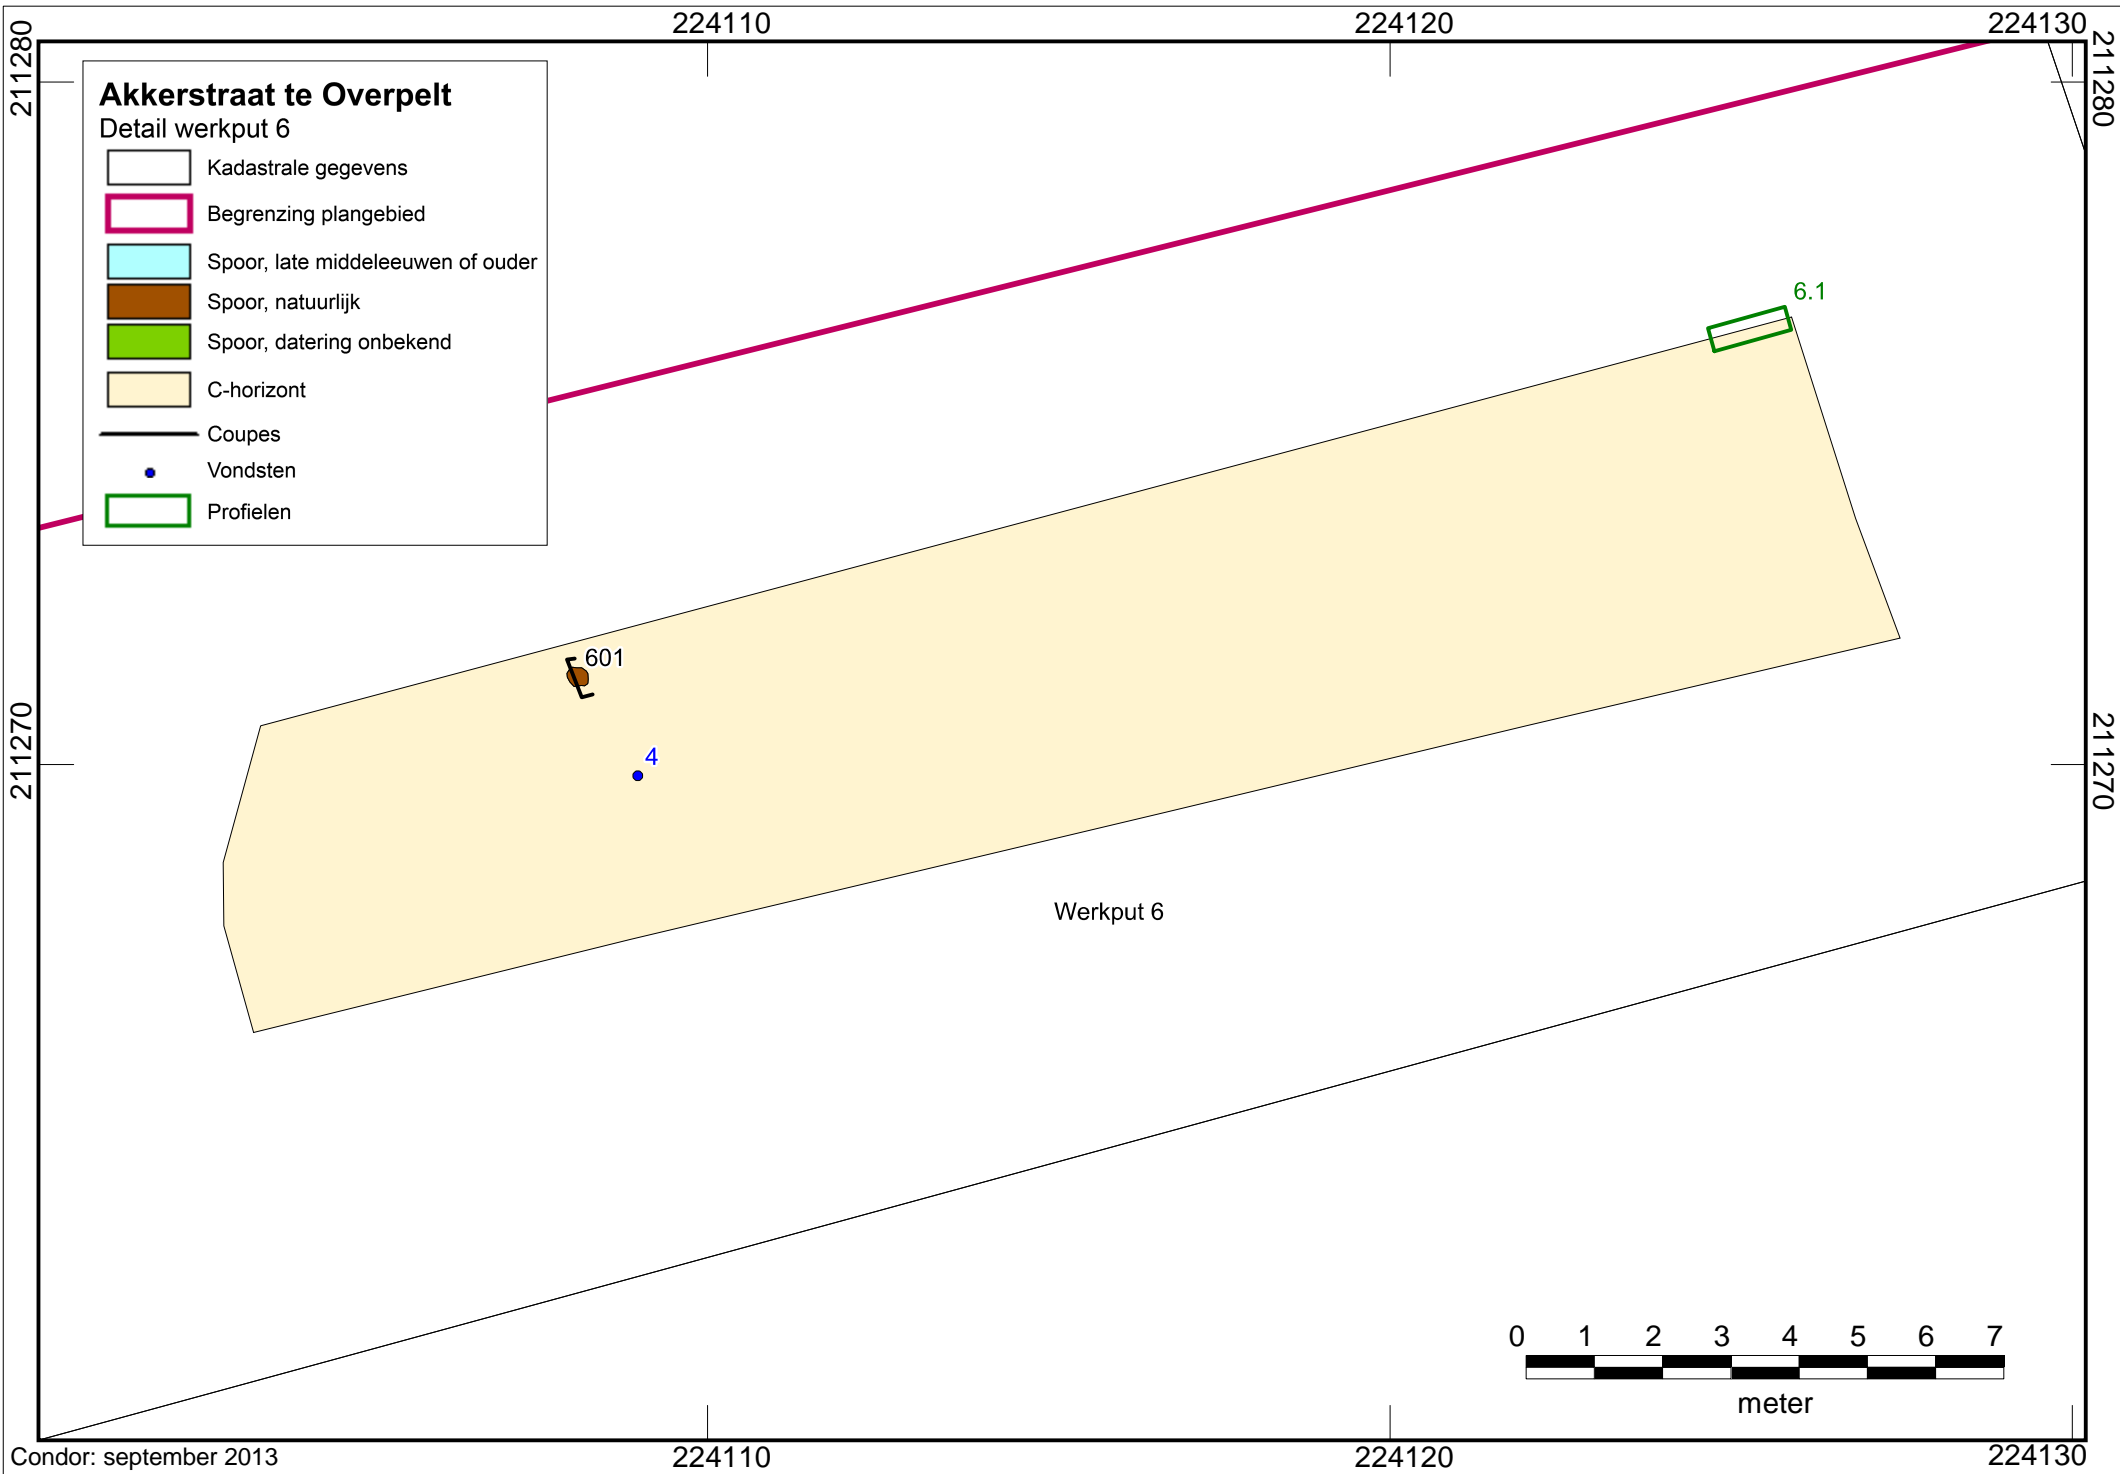 224110
224120
224130
211280
211280
Akkerstraat te Overpelt
Detail werkput 6
Kadastrale gegevens
Begrenzing plangebied
Spoor, late middeleeuwen of ouder
Spoor, natuurlijk
Spoor, datering onbekend
C-horizont
Coupes
Vondsten
Profielen
6.1
601
4
211270
211270
Werkput 6
0 1 2 3 4 5 6 7
meter
Condor: september 2013
224110
224120
224130